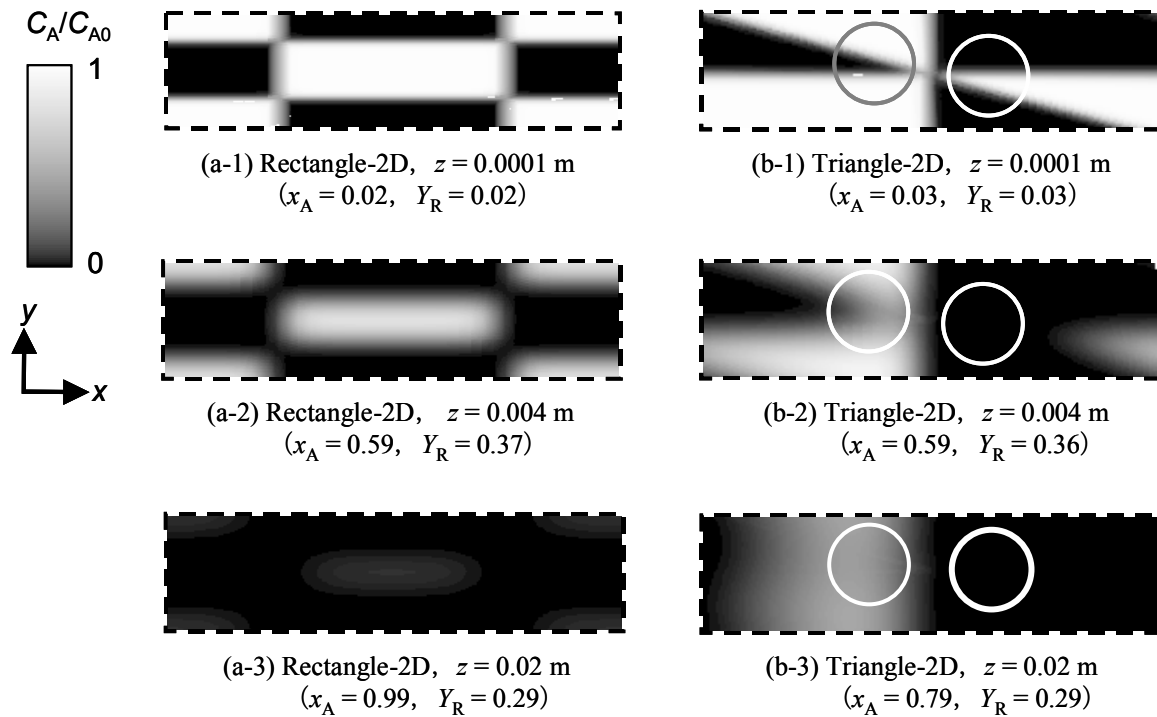 C_A/C_A0
1
0
y
x
(a-1) Rectangle-2D, z = 0.0001 m
(x_A = 0.02, Y_R = 0.02)
(b-1) Triangle-2D, z = 0.0001 m
(x_A = 0.03, Y_R = 0.03)
(a-2) Rectangle-2D, z = 0.004 m
(x_A = 0.59, Y_R = 0.37)
(b-2) Triangle-2D, z = 0.004 m
(x_A = 0.59, Y_R = 0.36)
(a-3) Rectangle-2D, z = 0.02 m
(x_A = 0.99, Y_R = 0.29)
(b-3) Triangle-2D, z = 0.02 m
(x_A = 0.79, Y_R = 0.29)